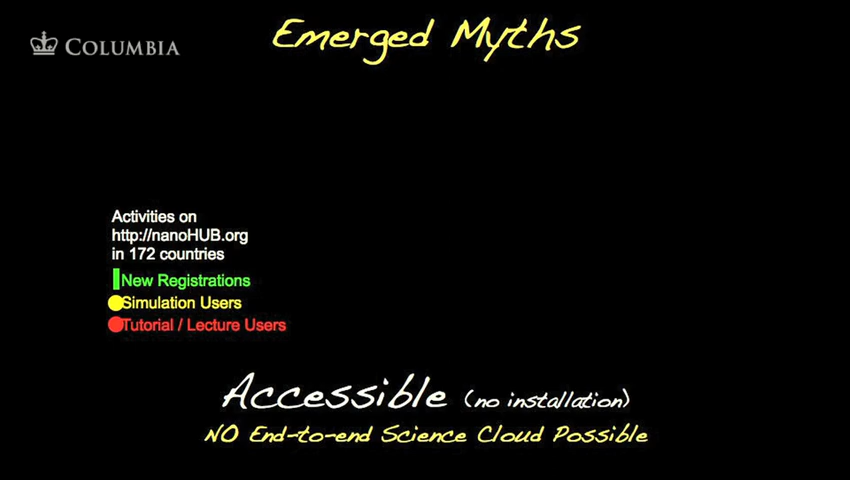 Emerged Myths
COLUMBIA
Activities on
http://nanoHUB.org
in 172 countries
New Registrations
Simulation Users
Tutorial / Lecture Users
Accessible (no installation)
NO End-to-end Science Cloud Possible